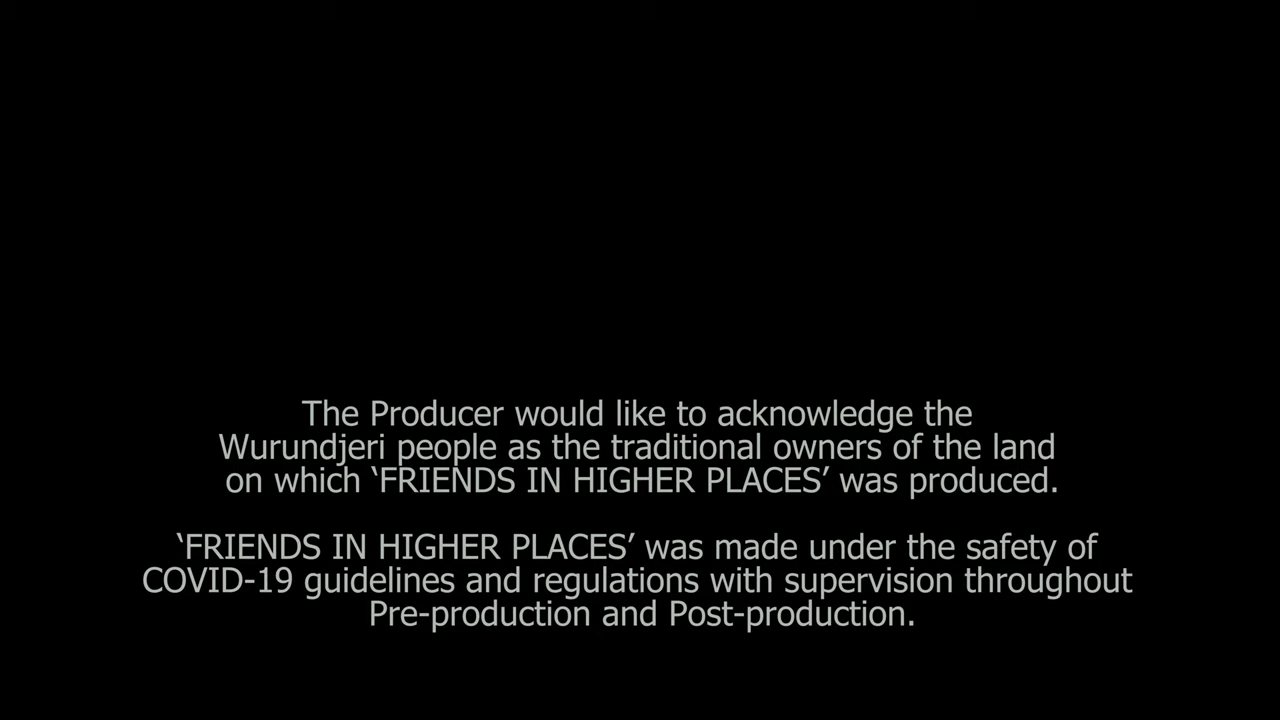 The Producer would like to acknowledge the
Wurundjeri people as the traditional owners of the land
on which ‘FRIENDS IN HIGHER PLACES’ was produced.
‘FRIENDS IN HIGHER PLACES’ was made under the safety of
COVID-19 guidelines and regulations with supervision throughout
Pre-production and Post-production.